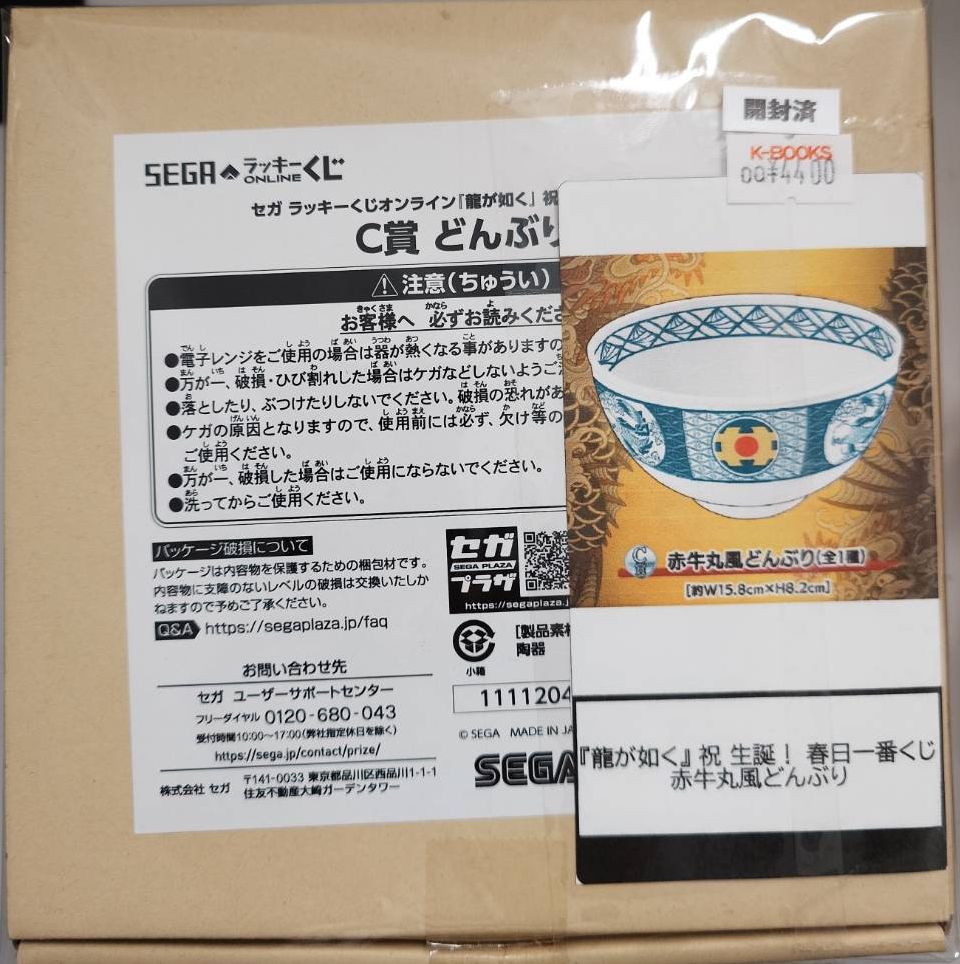 開封済
K-BOOKS
00¥4400
SEGA ラッキーくじ
ONLINE
セガ ラッキーくじオンライン『龍が如く』祝
C賞 どんぶり
注意(ちゅうい)
お客様へ 必ずお読みくださ
●電子レンジをご使用の場合は器が熱くなる事がありますの
●万が一、破損・ひび割れした場合はケガなどしないようご
●落としたり、ぶつけたりしないでください。破損の恐れがあ
●ケガの原因となりますので、使用前には必ず、欠け等の
ご使用ください。
●万が一、破損した場合はご使用にならないでください。
●洗ってからご使用ください。
パッケージ破損について
パッケージは内容物を保護するための梱包材です。
内容物に支障のないレベルの破損は交換いたしか
ねますので予めご了承ください。
Q&A https://segaplaza.jp/faq
お問い合わせ先
セガ ユーザーサポートセンター
フリーダイヤル 0120-680-043
受付時間10:00~17:00(弊社指定休日を除く)
https://sega.jp/contact/prize/
株式会社 セガ
〒141-0033 東京都品川区西品川1-1-1
住友不動産大崎ガーデンタワー
セガ
SEGA PLAZA
プラザ
https://segaplaza.j
小箱
[製品素材
陶器
1111204
© SEGA MADE IN JA
SEGA
C賞
赤牛丸風どんぶり(全1種)
[約W15.8cm×H8.2cm]
『龍が如く』祝 生誕! 春日一番くじ
赤牛丸風どんぶり